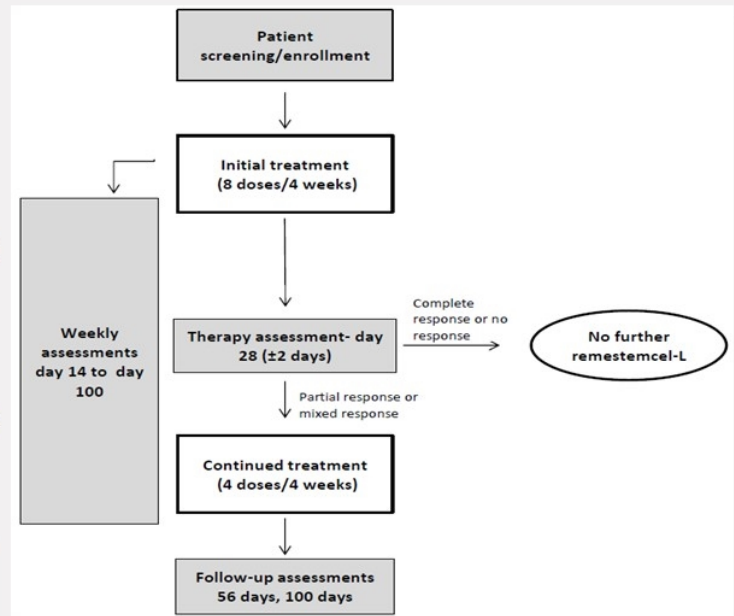 Patient
screening/enrollment
Initial treatment
(8 doses/4 weeks)
Weekly
assessments
day 14 to day
100
Therapy assessment- day
28 (±2 days)
Complete
response or no
response
No further
remestemcel-L
Partial response or
mixed response
Continued treatment
(4 doses/4 weeks)
Follow-up assessments
56 days, 100 days